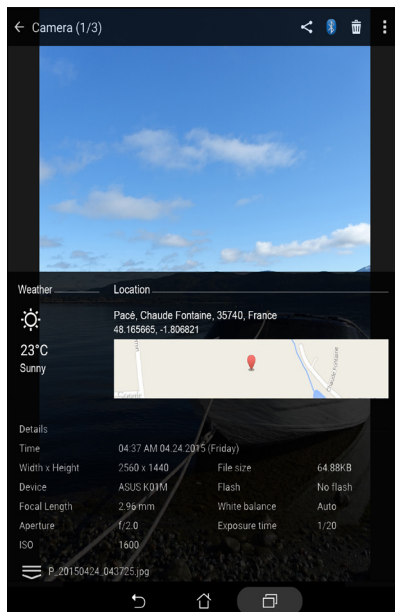 Camera (1/3)
Weather Location
Pacé, Chaude Fontaine, 35740, France
48.165665, -1.806821
23°C
Sunny
Chaude Fontaine
Google
Details
Time 04:37 AM 04.24.2015 (Friday)
Width x Height 2560 x 1440 File size 64.88KB
Device ASUS K01M Flash No flash
Focal Length 2.96 mm White balance Auto
Aperture f/2.0 Exposure time 1/20
ISO 1600
P_20150424_043725.jpg